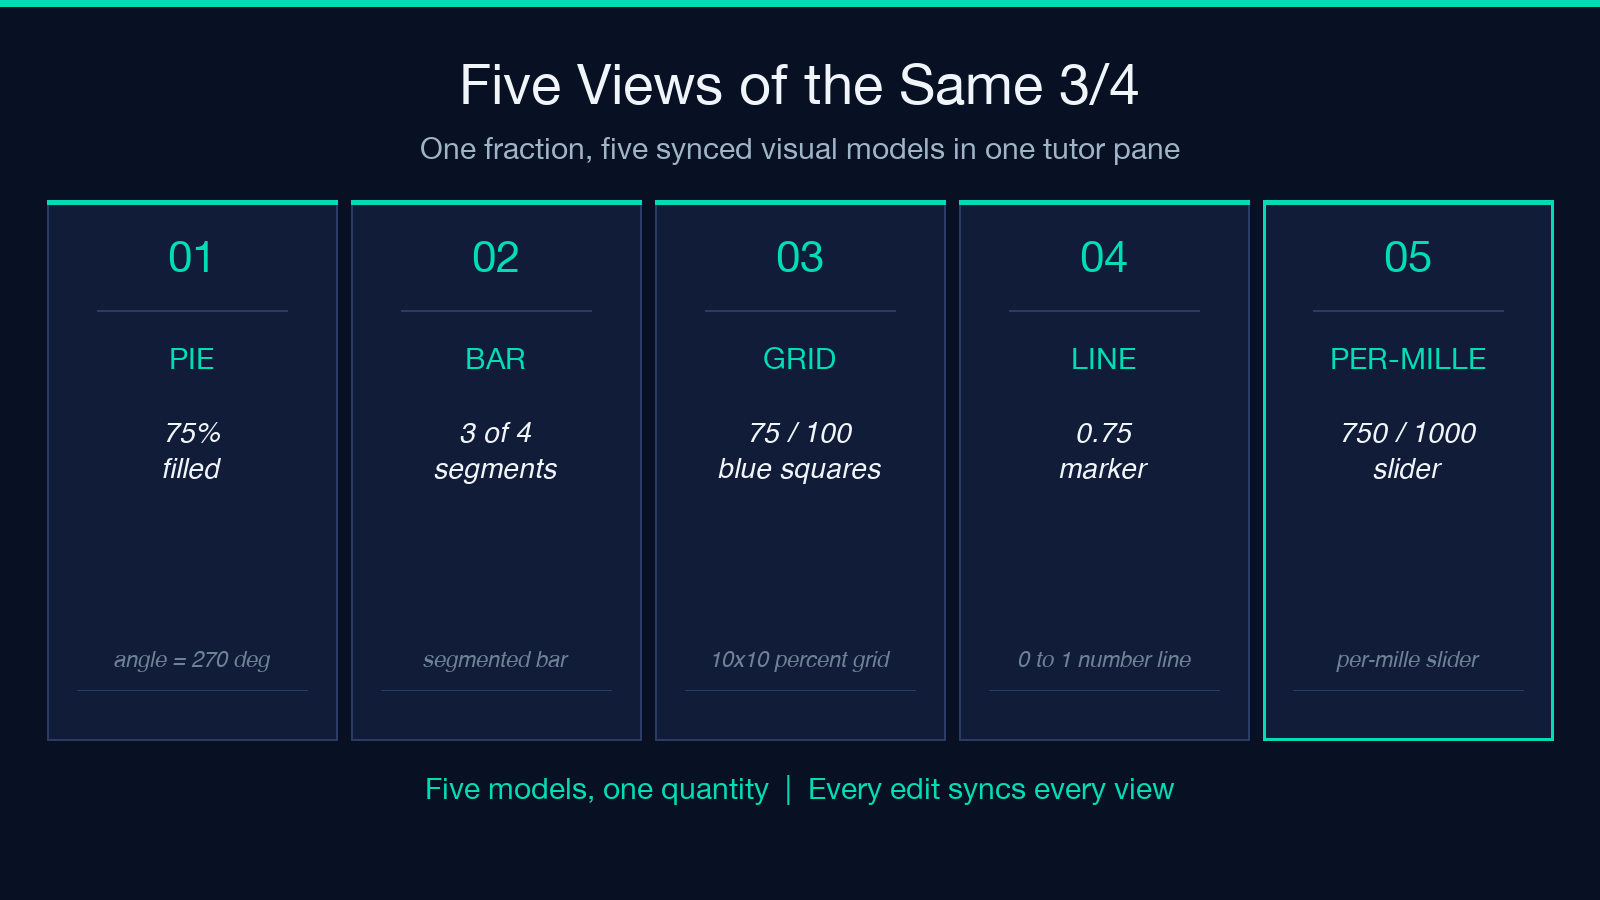 Five Views of the Same 3/4
One fraction, five synced visual models in one tutor pane
01
PIE
75%
filled
angle = 270 deg
02
BAR
3 of 4
segments
segmented bar
03
GRID
75 / 100
blue squares
10x10 percent grid
04
LINE
0.75
marker
0 to 1 number line
05
PER-MILLE
750 / 1000
slider
per-mille slider
Five models, one quantity | Every edit syncs every view